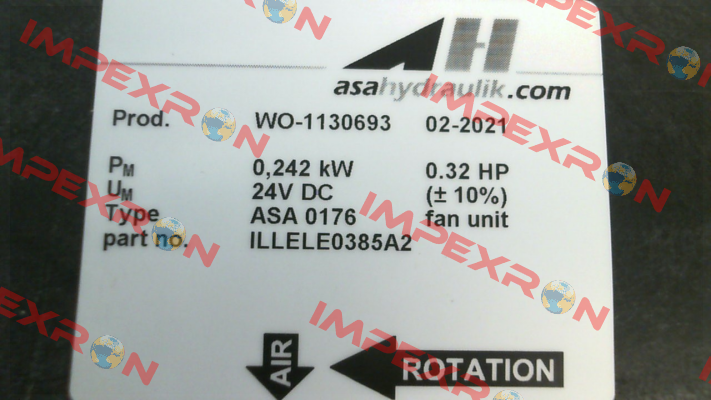 AH
asahydraulik.com
Prod. WO-1130693 02-2021
PM 0,242 kW 0.32 HP
UM 24V DC (± 10%)
Type ASA 0176 fan unit
part no. ILLELE0385A2
AIR
ROTATION
IMPEXRON
IMPEXRON
IMPEXRON
IMPEXRON
IMPEXRON
IMPEXRON
IMPEXRON